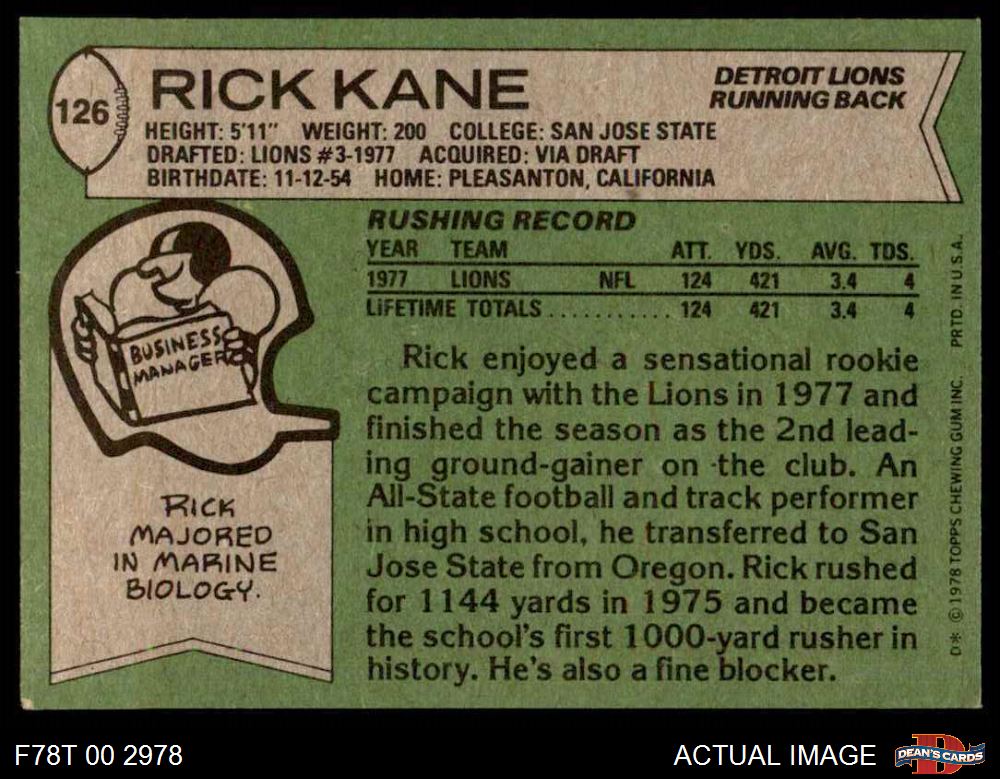 126
RICK KANE
DETROIT LIONS
RUNNING BACK
HEIGHT: 5'11" WEIGHT: 200 COLLEGE: SAN JOSE STATE
DRAFTED: LIONS #3-1977 ACQUIRED: VIA DRAFT
BIRTHDATE: 11-12-54 HOME: PLEASANTON, CALIFORNIA
RUSHING RECORD
YEAR TEAM ATT. YDS. AVG. TDS.
1977 LIONS NFL 124 421 3.4 4
LIFETIME TOTALS............ 124 421 3.4 4
BUSINESS
MANAGER
RICK
MAJORED
IN MARINE
BIOLOGY.
Rick enjoyed a sensational rookie
campaign with the Lions in 1977 and
finished the season as the 2nd lead-
ing ground-gainer on the club. An
All-State football and track performer
in high school, he transferred to San
Jose State from Oregon. Rick rushed
for 1144 yards in 1975 and became
the school's first 1000-yard rusher in
history. He's also a fine blocker.
D* © 1978 TOPPS CHEWING GUM INC. PRTD. IN U.S.A.
F78T 00 2978
ACTUAL IMAGE
DEAN'S CARDS